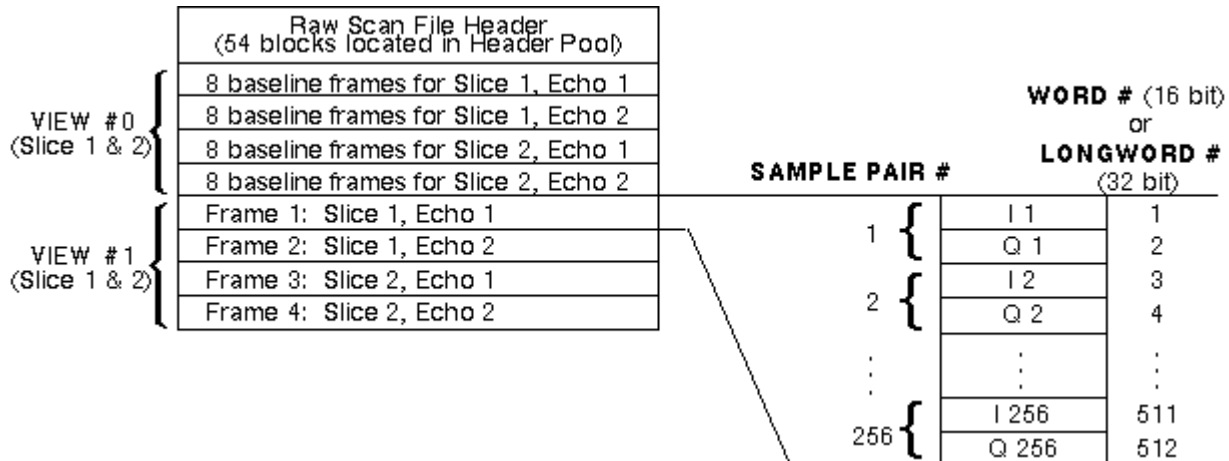 Raw Scan File Header
(54 blocks located in Header Pool)
8 baseline frames for Slice 1, Echo 1
8 baseline frames for Slice 1, Echo 2
8 baseline frames for Slice 2, Echo 1
8 baseline frames for Slice 2, Echo 2
VIEW #0
(Slice 1 & 2)
Frame 1: Slice 1, Echo 1
Frame 2: Slice 1, Echo 2
Frame 3: Slice 2, Echo 1
Frame 4: Slice 2, Echo 2
VIEW #1
(Slice 1 & 2)
SAMPLE PAIR #
WORD # (16 bit)
or
LONGWORD #
(32 bit)
1
I 1
1
Q 1
2
2
I 2
3
Q 2
4
256
I 256
511
Q 256
512